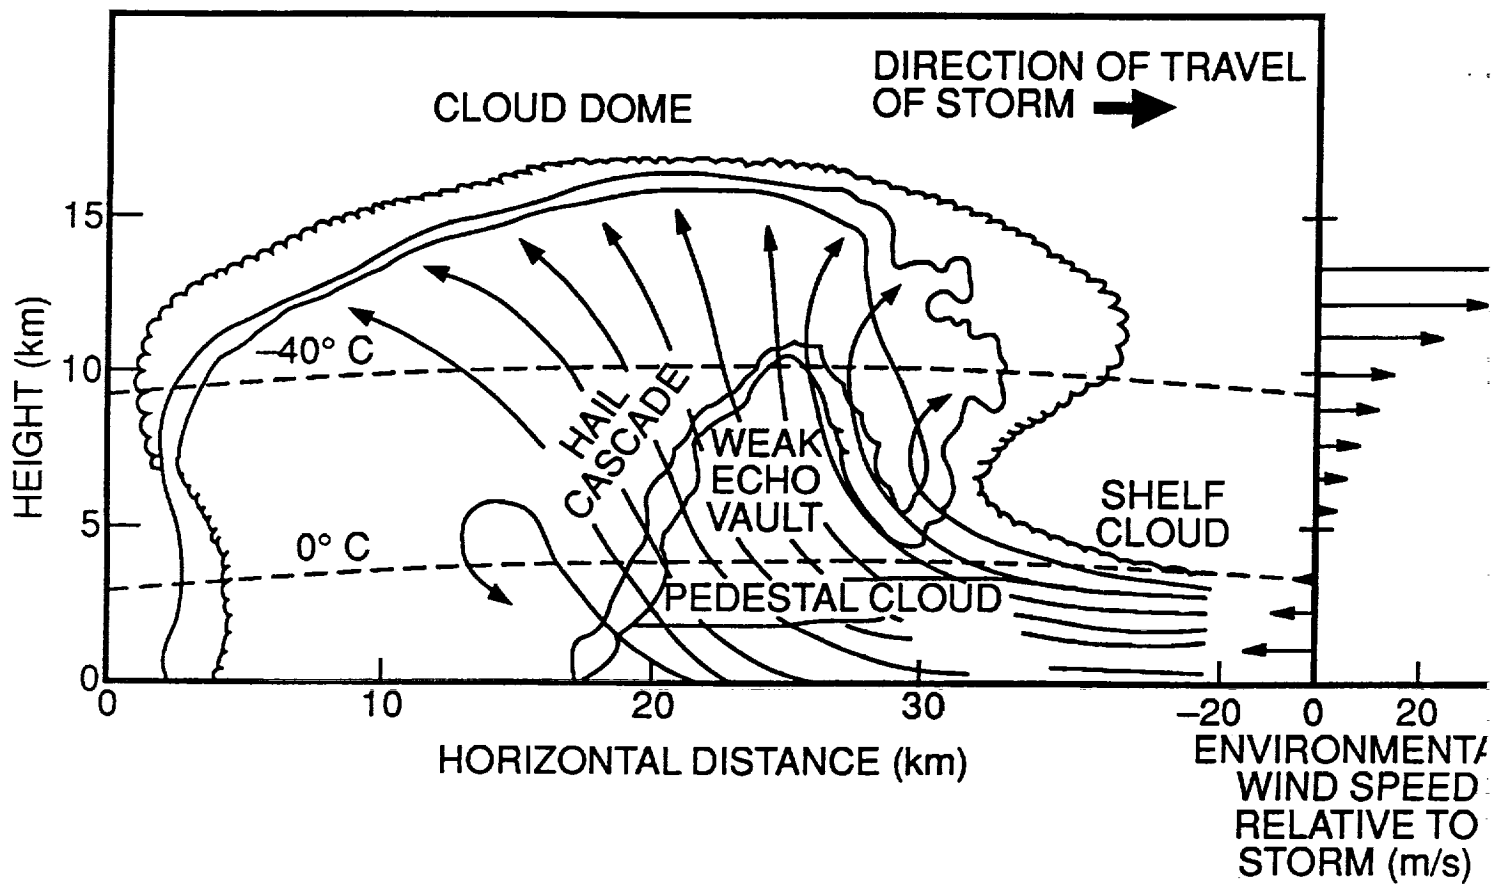 DIRECTION OF TRAVEL
OF STORM
CLOUD DOME
15
10
5
0
HEIGHT (km)
–40° C
0° C
HAIL
CASCADE
WEAK
ECHO
VAULT
SHELF
CLOUD
PEDESTAL CLOUD
0
10
20
30
–20
0
20
HORIZONTAL DISTANCE (km)
ENVIRONMENTA
WIND SPEED
RELATIVE TO
STORM (m/s)